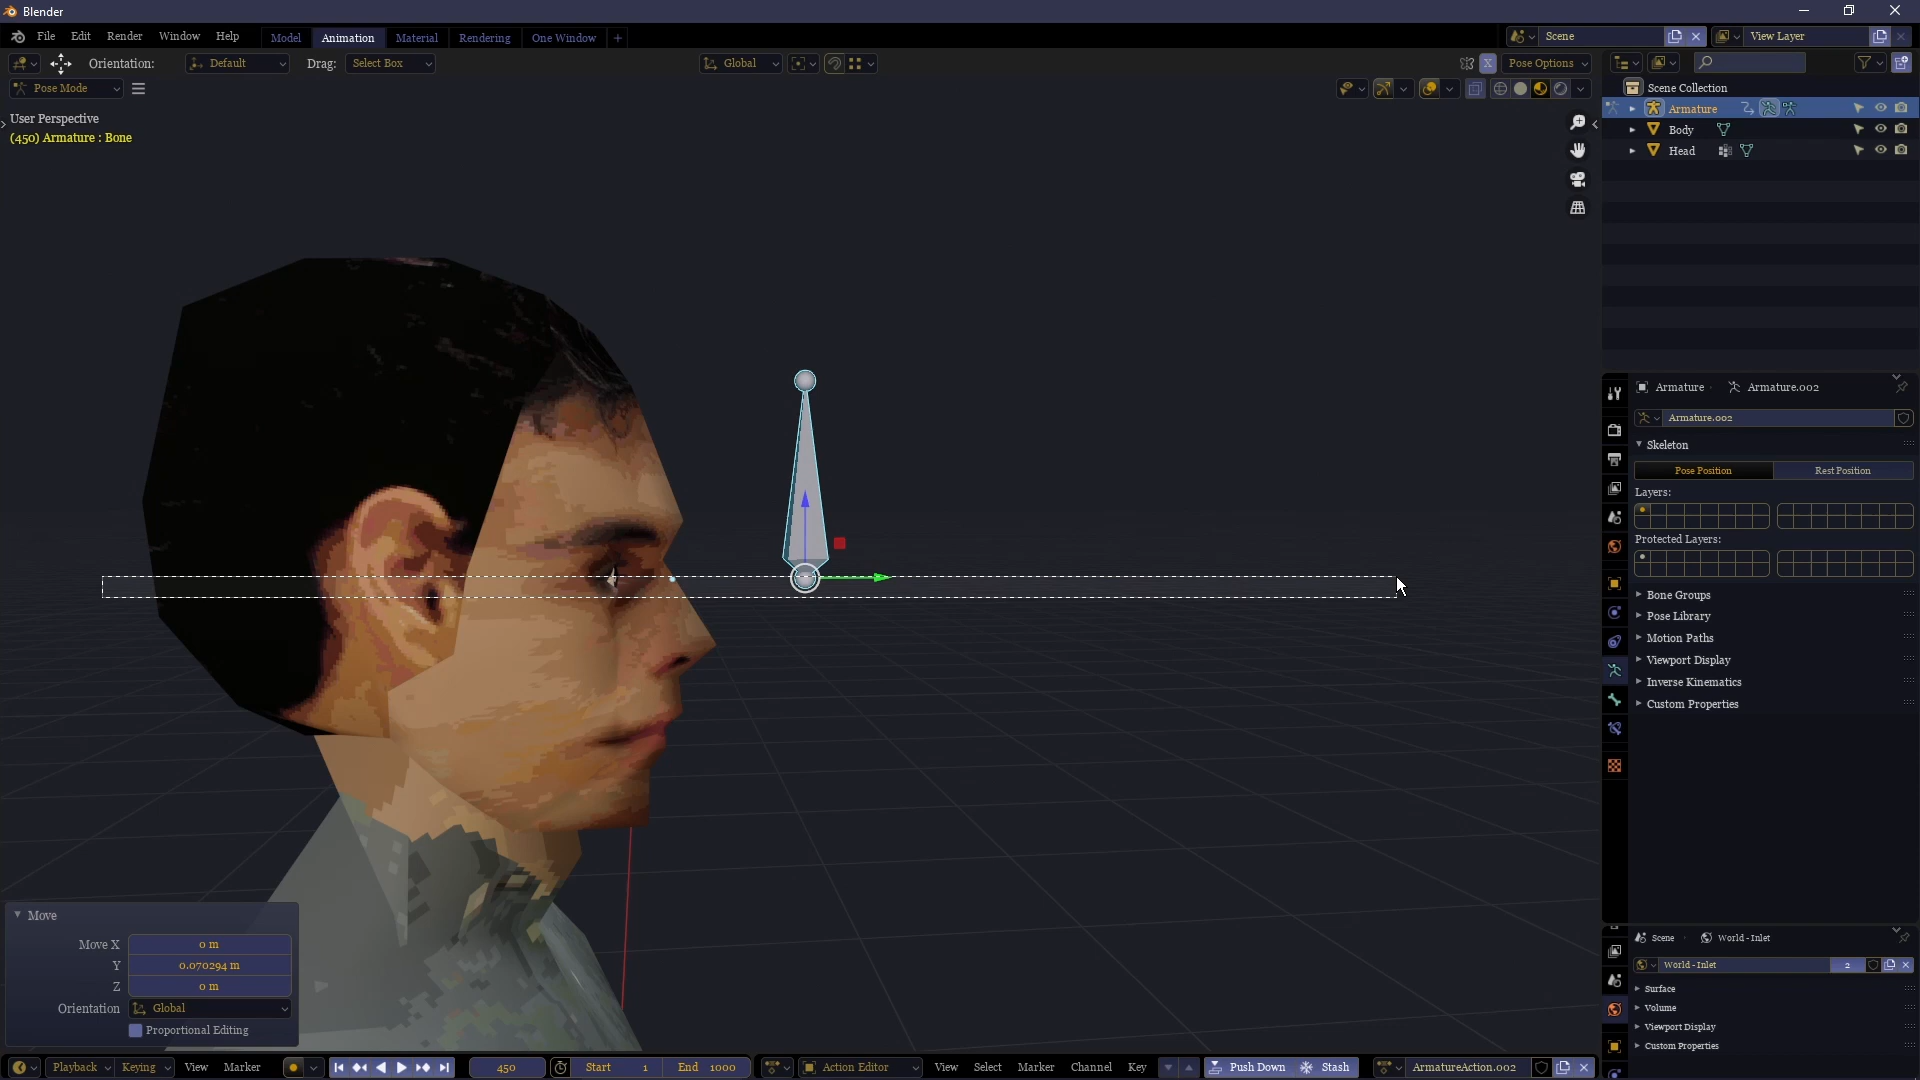 Blender
File Edit Render Window Help Model Animation Material Rendering One Window + Scene View Layer
Orientation: Default Drag: Select Box Global X Pose Options
Pose Mode
User Perspective
(450) Armature : Bone
Scene Collection
Armature
Body
Head
Armature Armature.002
Armature.002
Skeleton
Pose Position Rest Position
Layers:
Protected Layers:
Bone Groups
Pose Library
Motion Paths
Viewport Display
Inverse Kinematics
Custom Properties
Move
Move X 0 m
Y 0.070294 m
Z 0 m
Orientation Global
Proportional Editing
Scene World-Inlet
World-Inlet 2
Surface
Volume
Viewport Display
Custom Properties
Playback Keying View Marker 450 Start 1 End 1000 Action Editor View Select Marker Channel Key Push Down Stash ArmatureAction.002